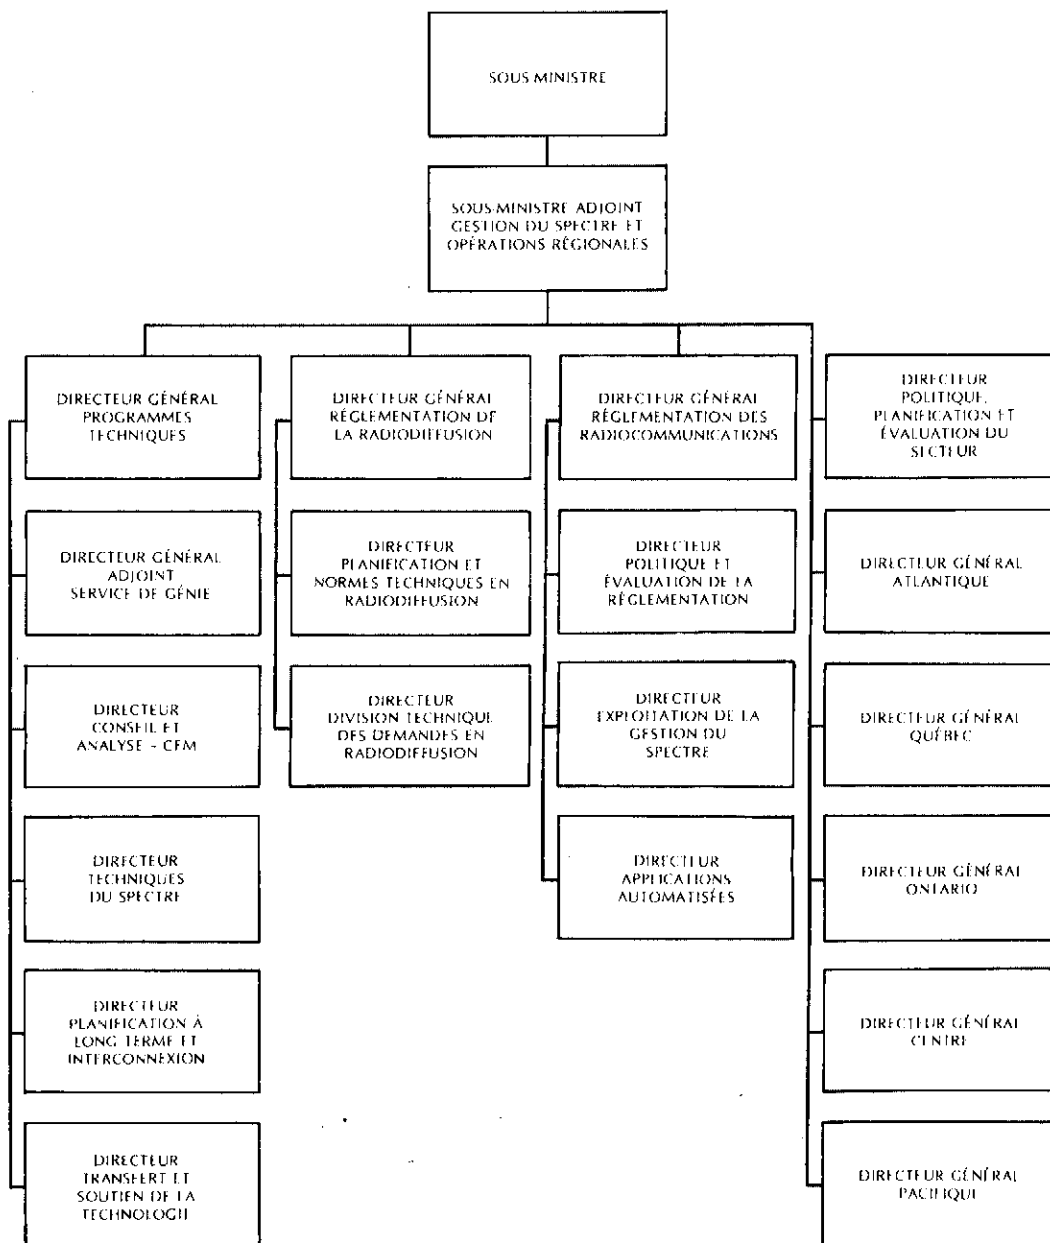 SOUS-MINISTRE
SOUS-MINISTRE ADJOINT
GESTION DU SPECTRE ET
OPÉRATIONS RÉGIONALES
DIRECTEUR GÉNÉRAL
PROGRAMMES
TECHNIQUES
DIRECTEUR GÉNÉRAL
ADJOINT
SERVICE DE GÉNIE
DIRECTEUR
CONSEIL ET
ANALYSE - CEM
DIRECTEUR
TECHNIQUES
DU SPECTRE
DIRECTEUR
PLANIFICATION À
LONG TERME ET
INTERCONNEXION
DIRECTEUR
TRANSFERT ET
SOUTIEN DE LA
TECHNOLOGIE
DIRECTEUR GÉNÉRAL
RÉGLEMENTATION DE
LA RADIODIFFUSION
DIRECTEUR
PLANIFICATION ET
NORMES TECHNIQUES EN
RADIODIFFUSION
DIRECTEUR
DIVISION TECHNIQUE
DES DEMANDES EN
RADIODIFFUSION
DIRECTEUR GÉNÉRAL
RÉGLEMENTATION DES
RADIOCOMMUNICATIONS
DIRECTEUR
POLITIQUE ET
ÉVALUATION DE LA
RÉGLEMENTATION
DIRECTEUR
EXPLOITATION DE LA
GESTION DU
SPECTRE
DIRECTEUR
APPLICATIONS
AUTOMATISÉES
DIRECTEUR
POLITIQUE,
PLANIFICATION ET
ÉVALUATION DU
SECTEUR
DIRECTEUR GÉNÉRAL
ATLANTIQUE
DIRECTEUR GÉNÉRAL
QUÉBEC
DIRECTEUR GÉNÉRAL
ONTARIO
DIRECTEUR GÉNÉRAL
CENTRE
DIRECTEUR GÉNÉRAL
PACIFIQUE